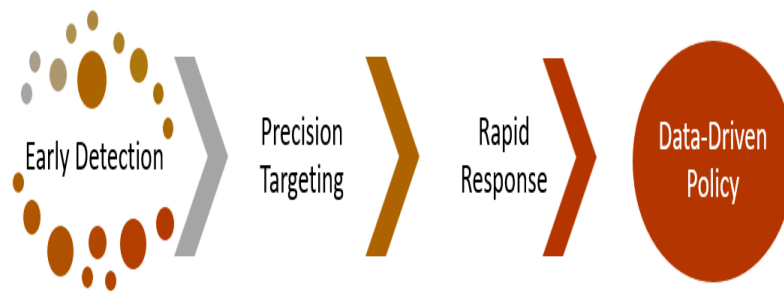 Early Detection
Precision
Targeting
Rapid
Response
Data-Driven
Policy